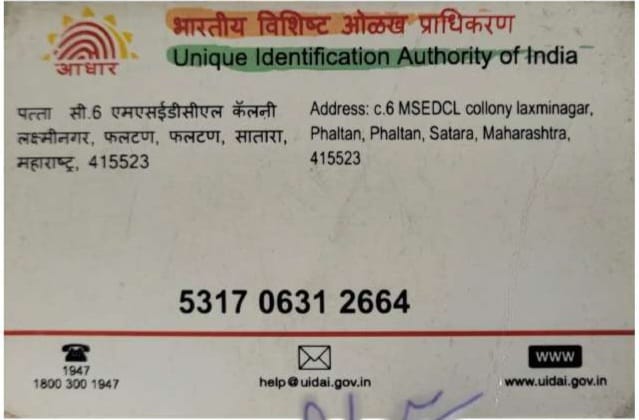 भारतीय विशिष्ट ओळख प्राधिकरण
Unique Identification Authority of India
आधार
पत्ता सी.6 एमएसईडीसीएल कॅलनी
लक्ष्मीनगर, फलटण, फलटण, सातारा,
महाराष्ट्र, 415523
Address: c.6 MSEDCL collony laxminagar,
Phaltan, Phaltan, Satara, Maharashtra,
415523
5317 0631 2664
1947
1800 300 1947
help@uidai.gov.in
WWW
www.uidai.gov.in